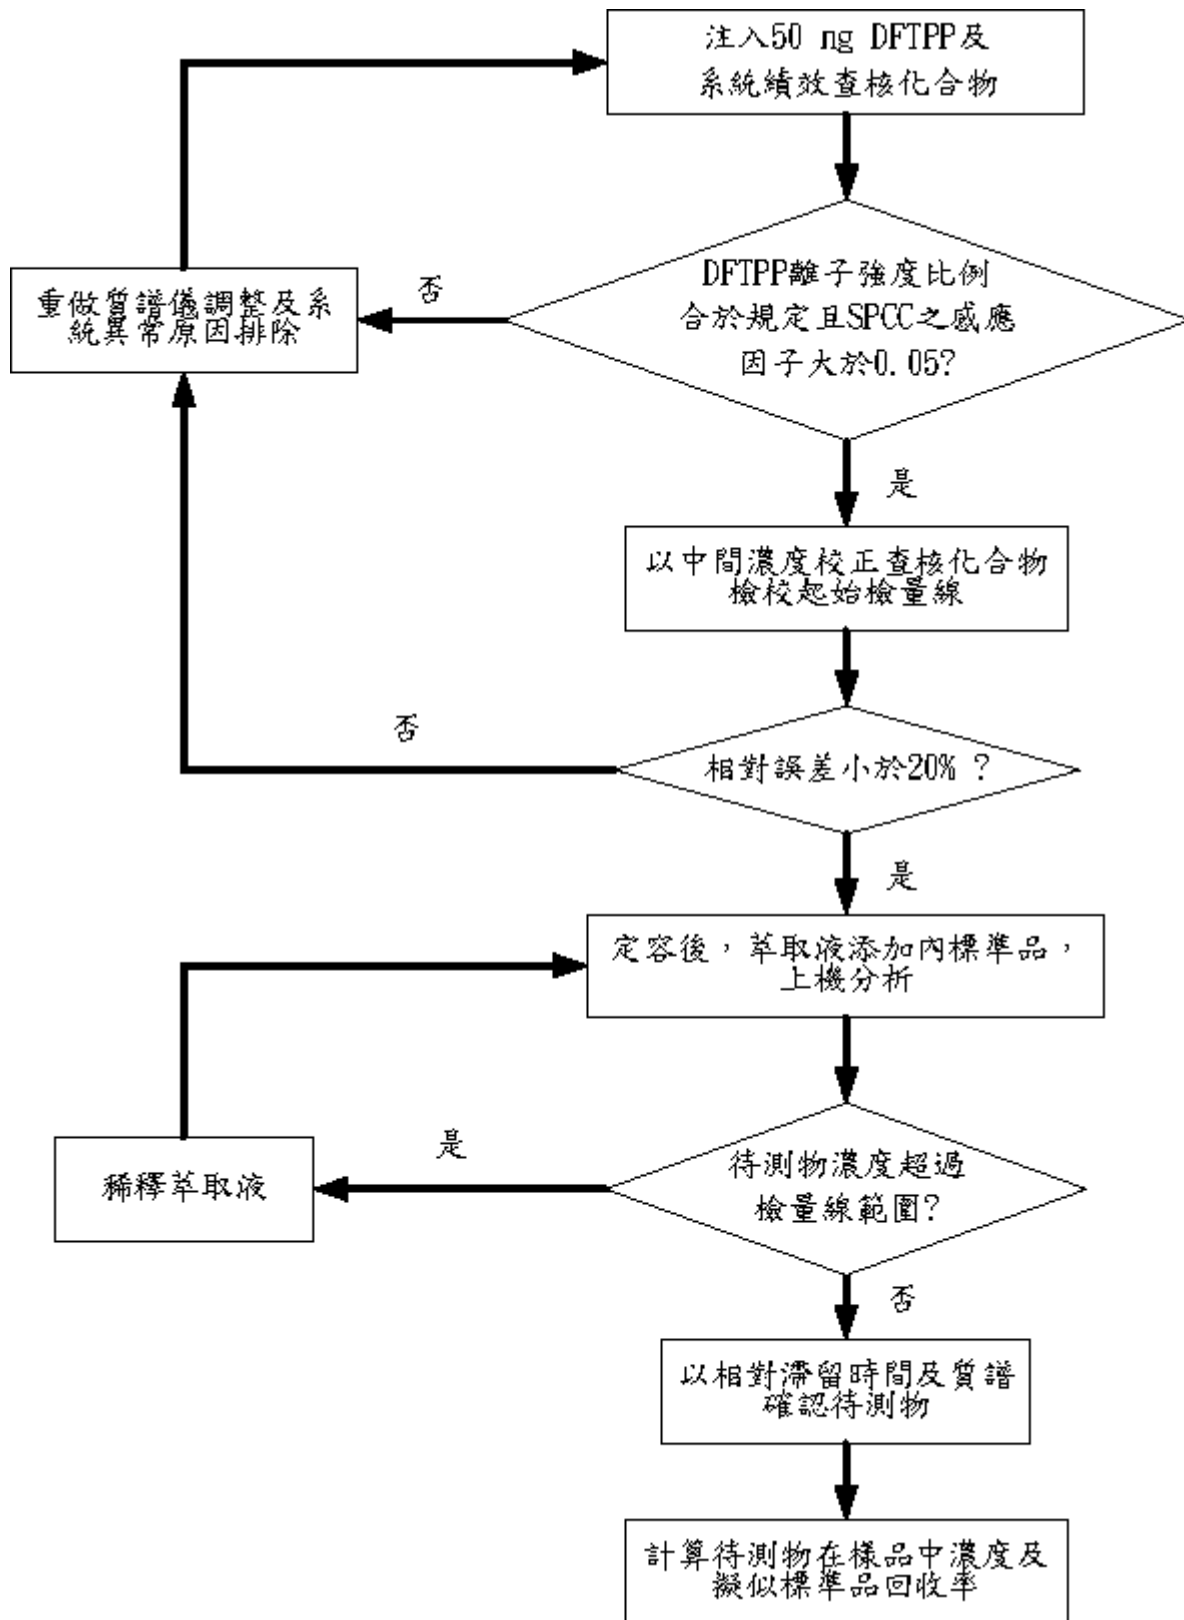 注入50 ng DFTPP及
系統績效查核化合物
DFTPP離子強度比例
合於規定且SPCC之感應
因子大於0.05?
否
重做質譜儀調整及系
統異常原因排除
是
以中間濃度校正查核化合物
檢校起始檢量線
否
相對誤差小於20% ?
是
定容後，萃取液添加內標準品，
上機分析
是
待測物濃度超過
檢量線範圍?
稀釋萃取液
否
以相對滯留時間及質譜
確認待測物
計算待測物在樣品中濃度及
擬似標準品回收率